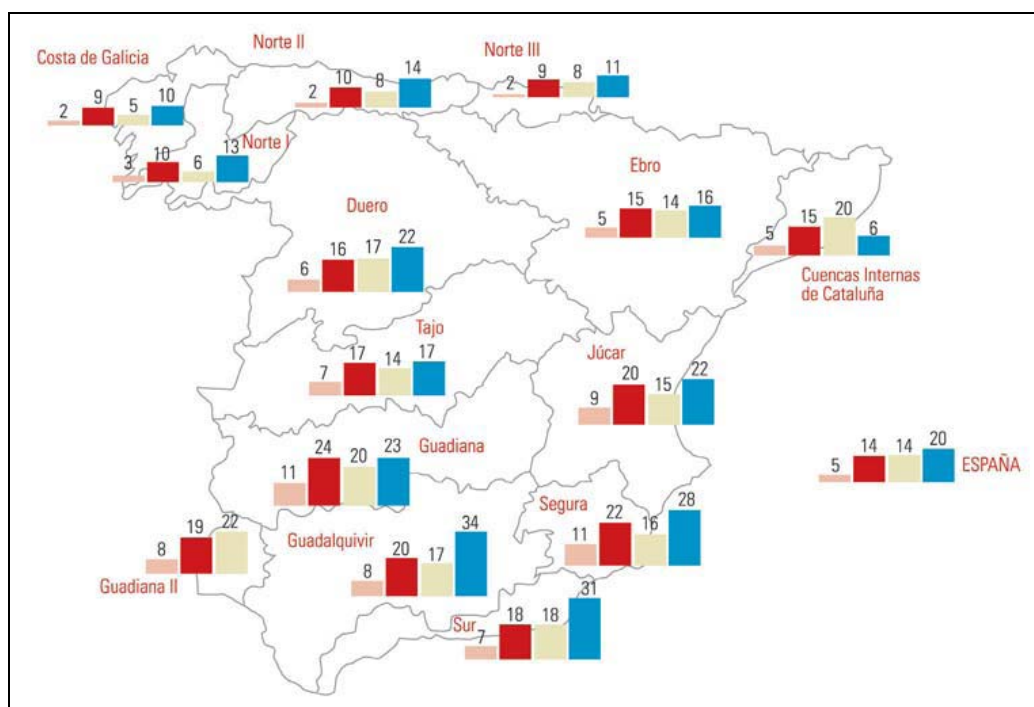 Costa de Galicia
2 9 5 10
Norte II
2 10 8 14
Norte III
2 9 8 11
Norte I
3 10 6 13
Ebro
5 15 14 16
5 15 20 6
Cuencas Internas
de Cataluña
Duero
6 16 17 22
Tajo
7 17 14 17
Júcar
9 20 15 22
Guadiana
11 24 20 23
5 14 14 20
ESPAÑA
Segura
11 22 16 28
8 19 22
Guadiana II
Guadalquivir
8 20 17 34
Sur
7 18 18 31